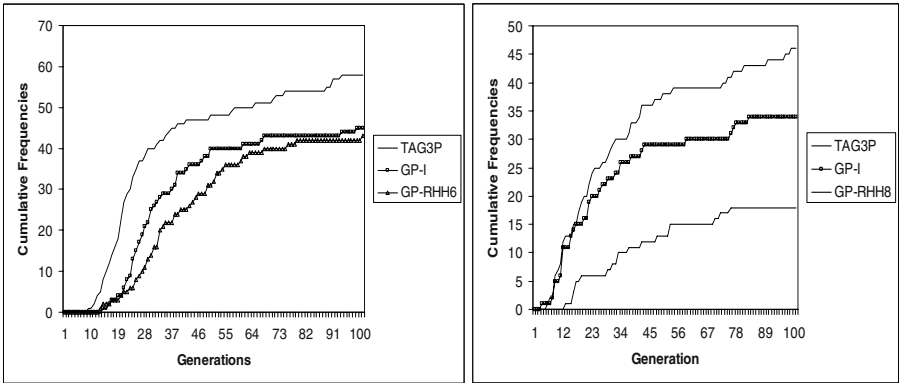 70
60
50
40
30
20
10
0
Cumulative Frequencies
1 10 19 28 37 46 55 64 73 82 91 100
Generations
TAG3P
GP-I
GP-RHH6
50
45
40
35
30
25
20
15
10
5
0
Cumulative Frequencies
1 12 23 34 45 56 67 78 89 100
Generation
TAG3P
GP-I
GP-RHH8